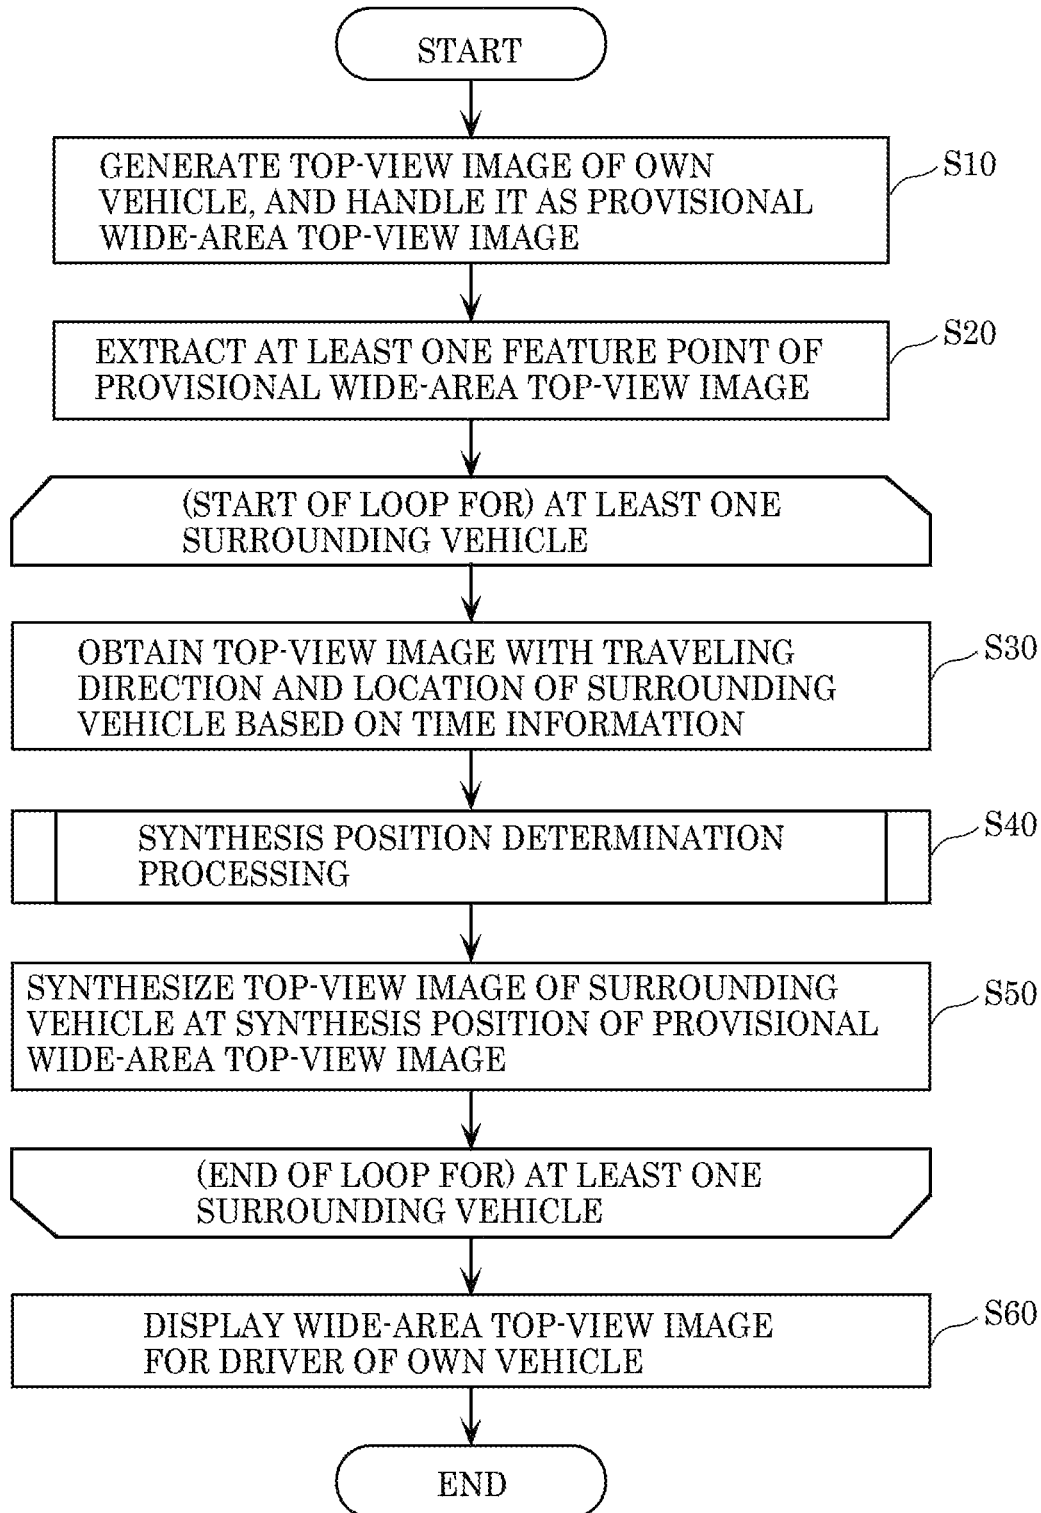 START
GENERATE TOP-VIEW IMAGE OF OWN
VEHICLE, AND HANDLE IT AS PROVISIONAL
WIDE-AREA TOP-VIEW IMAGE
S10
EXTRACT AT LEAST ONE FEATURE POINT OF
PROVISIONAL WIDE-AREA TOP-VIEW IMAGE
S20
(START OF LOOP FOR) AT LEAST ONE
SURROUNDING VEHICLE
OBTAIN TOP-VIEW IMAGE WITH TRAVELING
DIRECTION AND LOCATION OF SURROUNDING
VEHICLE BASED ON TIME INFORMATION
S30
SYNTHESIS POSITION DETERMINATION
PROCESSING
S40
SYNTHESIZE TOP-VIEW IMAGE OF SURROUNDING
VEHICLE AT SYNTHESIS POSITION OF PROVISIONAL
WIDE-AREA TOP-VIEW IMAGE
S50
(END OF LOOP FOR) AT LEAST ONE
SURROUNDING VEHICLE
DISPLAY WIDE-AREA TOP-VIEW IMAGE
FOR DRIVER OF OWN VEHICLE
S60
END